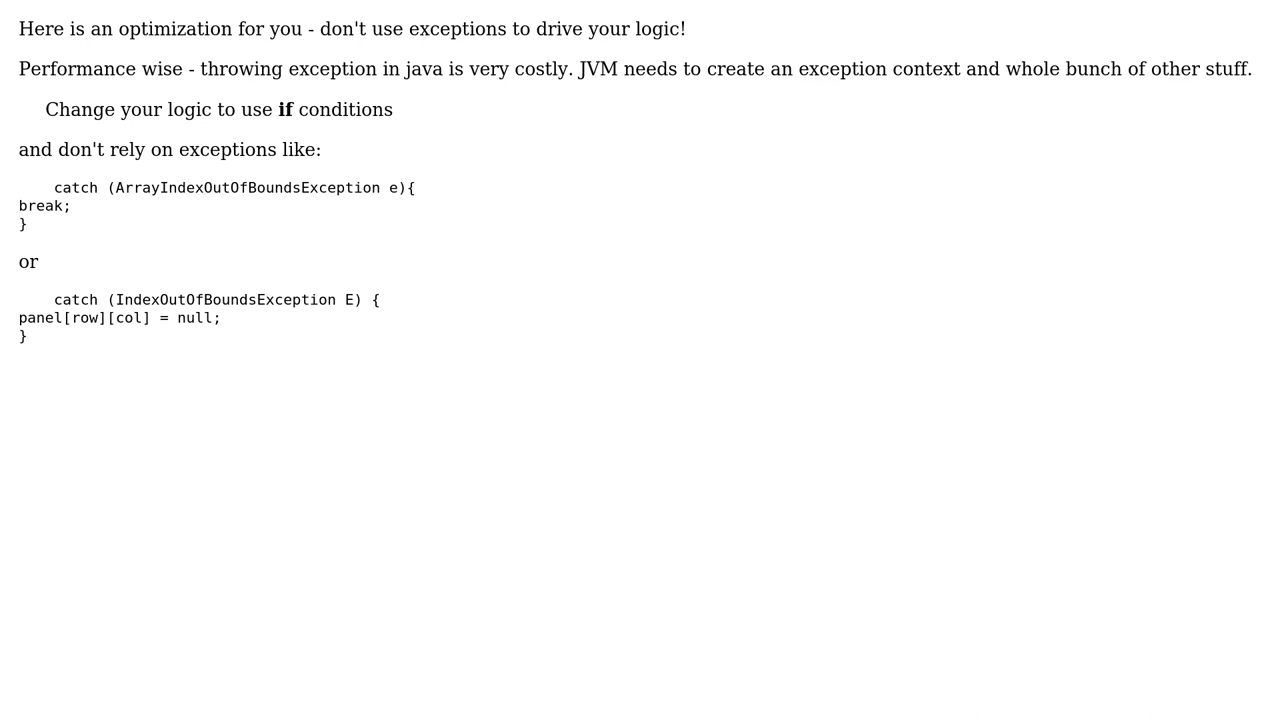 Here is an optimization for you - don't use exceptions to drive your logic!
Performance wise - throwing exception in java is very costly. JVM needs to create an exception context and whole bunch of other stuff.
Change your logic to use if conditions
and don't rely on exceptions like:
catch (ArrayIndexOutOfBoundsException e){
break;
}
or
catch (IndexOutOfBoundsException E) {
panel[row][col] = null;
}